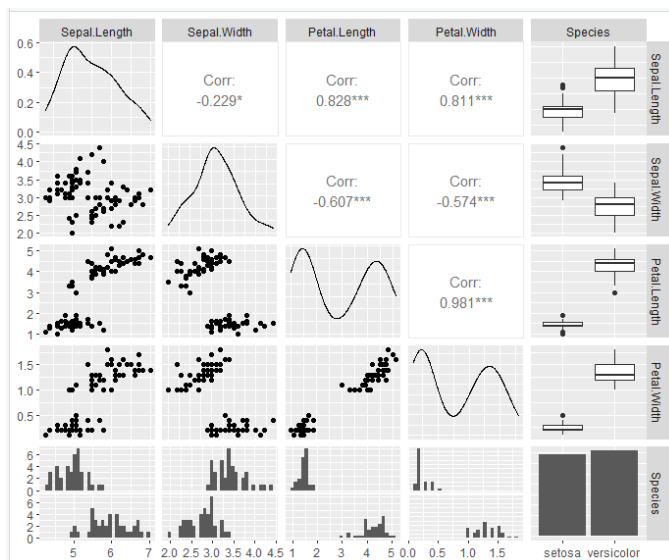 Sepal.Length Sepal.Width Petal.Length Petal.Width Species
0.6
0.4
0.2
0.0
Corr:
-0.229*
Corr:
0.828***
Corr:
0.811***
Sepal.Length
4.5
4.0
3.5
3.0
2.5
2.0
Corr:
-0.607***
Corr:
-0.574***
Sepal.Width
5
4
3
2
1
Corr:
0.981***
Petal.Length
1.5
1.0
0.5
Petal.Width
6
4
2
0
6
4
2
0
Species
5 6 7 2.0 2.5 3.0 3.5 4.0 4.5 1 2 3 4 5 0.0 0.5 1.0 1.5 setosa versicolor